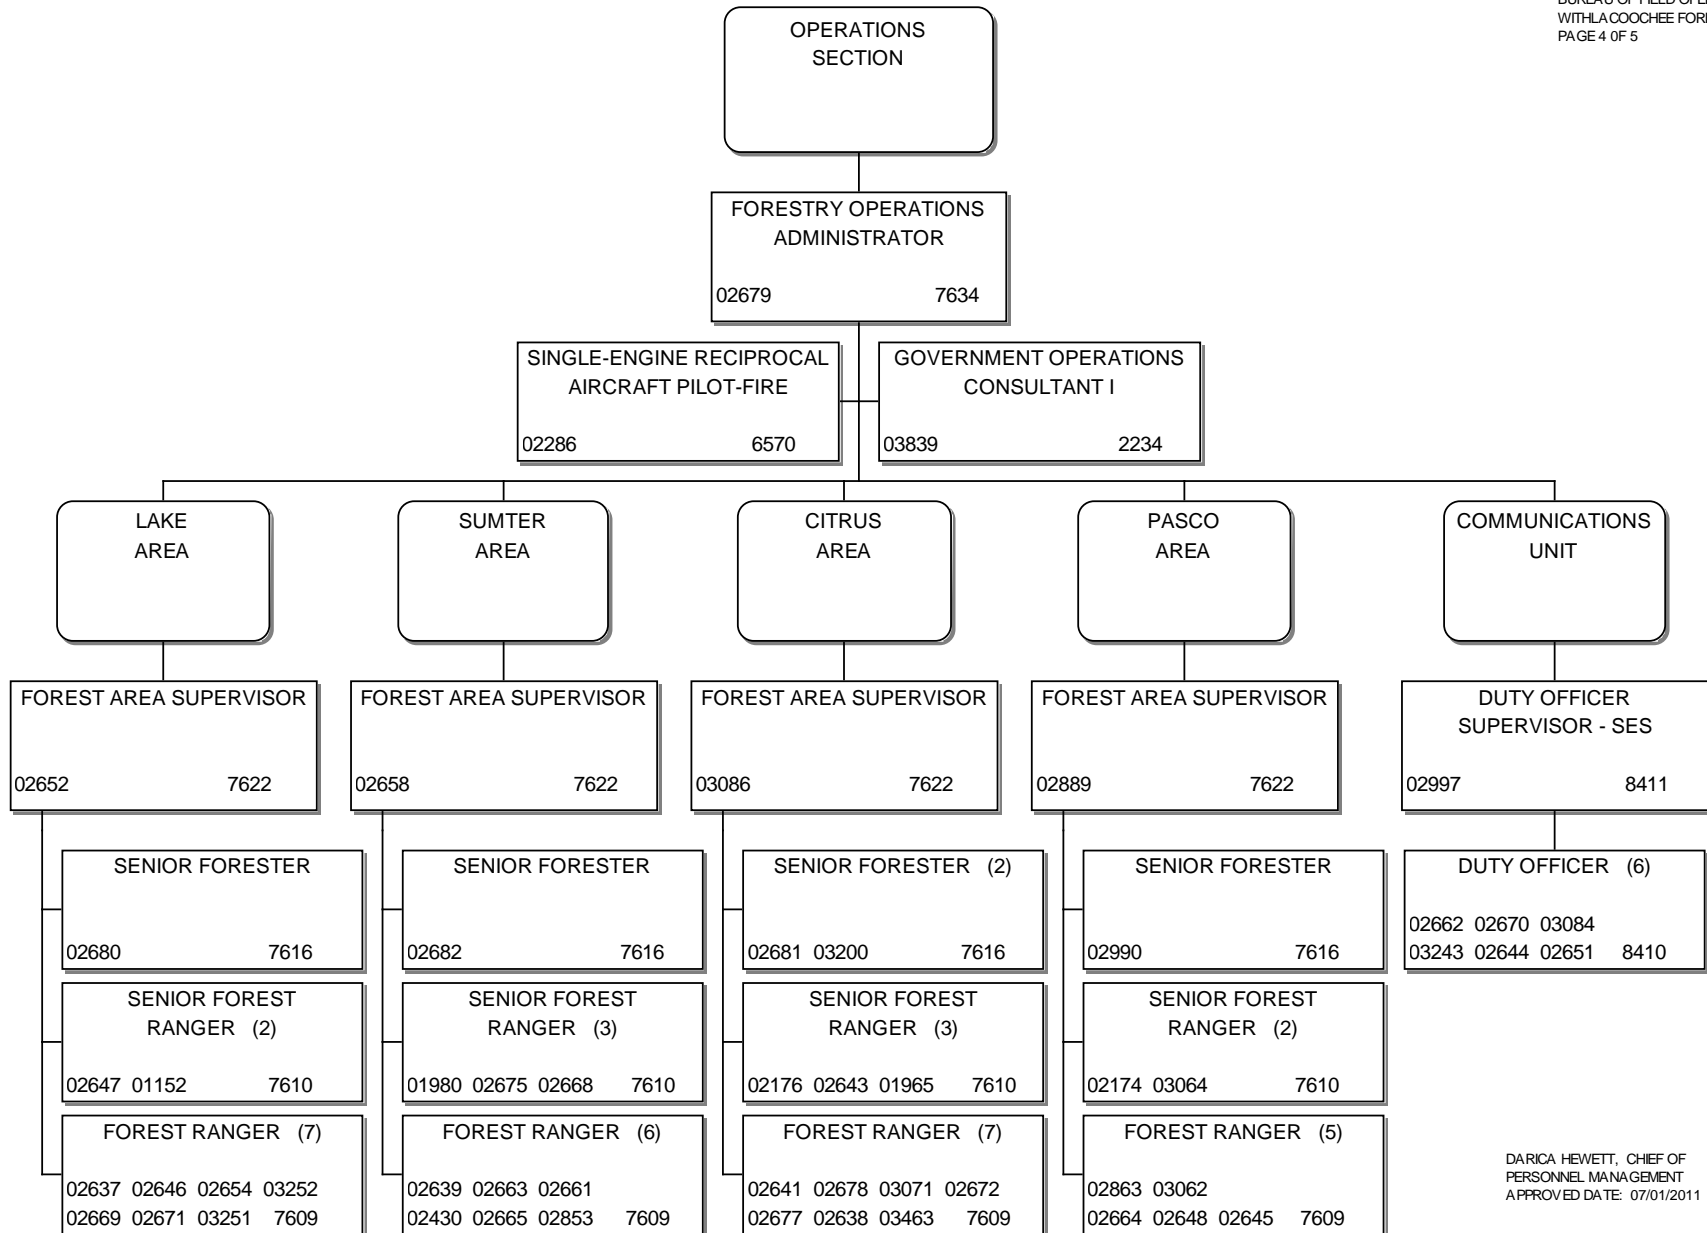 WITHLACOOCHEE
PAGE 4 OF 5
OPERATIONS
SECTION
FORESTRY OPERATIONS
ADMINISTRATOR
02679 7634
SINGLE-ENGINE RECIPROCAL
AIRCRAFT PILOT-FIRE
02286 6570
GOVERNMENT OPERATIONS
CONSULTANT I
03839 2234
LAKE
AREA
SUMTER
AREA
CITRUS
AREA
PASCO
AREA
COMMUNICATIONS
UNIT
FOREST AREA SUPERVISOR
02652 7622
FOREST AREA SUPERVISOR
02658 7622
FOREST AREA SUPERVISOR
03086 7622
FOREST AREA SUPERVISOR
02889 7622
DUTY OFFICER
SUPERVISOR - SES
02997 8411
SENIOR FORESTER
02680 7616
SENIOR FORESTER
02682 7616
SENIOR FORESTER (2)
02681 03200 7616
SENIOR FORESTER
02990 7616
DUTY OFFICER (6)
02662 02670 03084
03243 02644 02651 8410
SENIOR FOREST
RANGER (2)
02647 01152 7610
SENIOR FOREST
RANGER (3)
01980 02675 02668 7610
SENIOR FOREST
RANGER (3)
02176 02643 01965 7610
SENIOR FOREST
RANGER (2)
02174 03064 7610
FOREST RANGER (7)
02637 02646 02654 03252
02669 02671 03251 7609
FOREST RANGER (6)
02639 02663 02661
02430 02665 02853 7609
FOREST RANGER (7)
02641 02678 03071 02672
02677 02638 03463 7609
FOREST RANGER (5)
02863 03062
02664 02648 02645 7609
DARICA HEWETT, CHIEF OF
PERSONNEL MANAGEMENT
APPROVED DATE: 07/01/2011